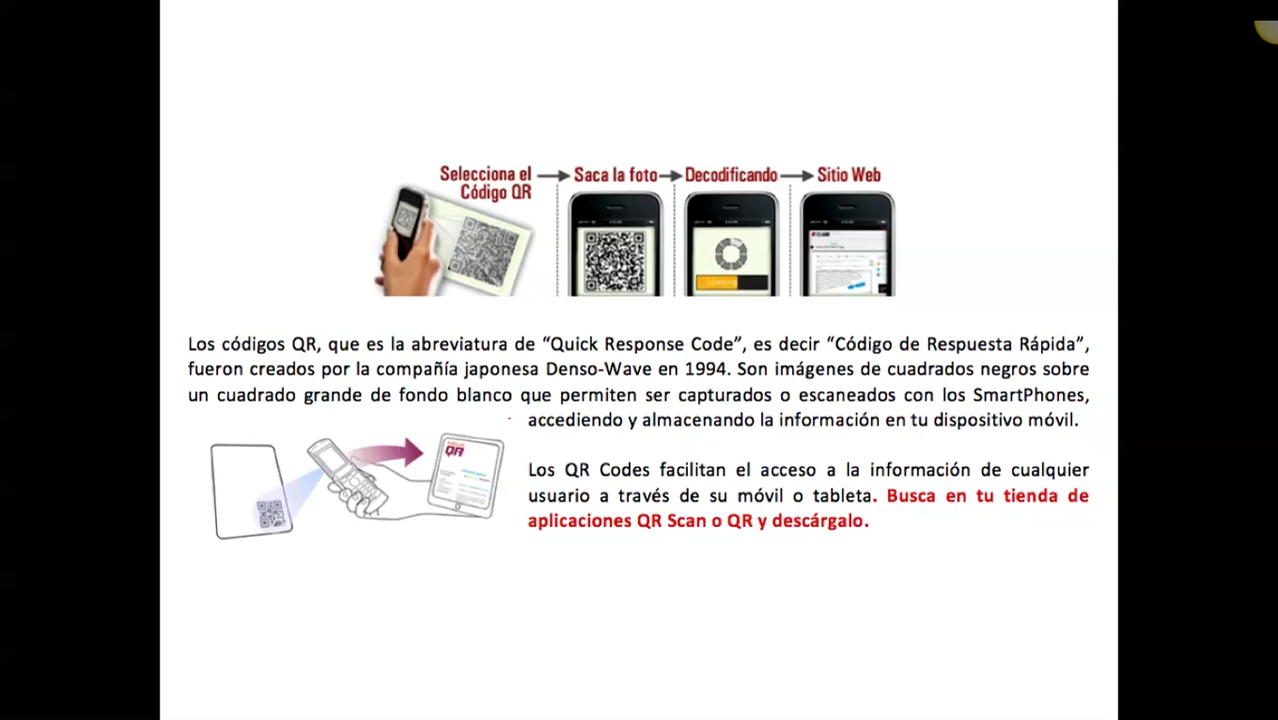 Selecciona el Código QR
Saca la foto
Decodificando
Sitio Web
Loading
Los códigos QR, que es la abreviatura de “Quick Response Code”, es decir “Código de Respuesta Rápida”,
fueron creados por la compañía japonesa Denso-Wave en 1994. Son imágenes de cuadrados negros sobre
un cuadrado grande de fondo blanco que permiten ser capturados o escaneados con los SmartPhones,
accediendo y almacenando la información en tu dispositivo móvil.
QR
Los QR Codes facilitan el acceso a la información de cualquier
usuario a través de su móvil o tableta. Busca en tu tienda de
aplicaciones QR Scan o QR y descárgalo.